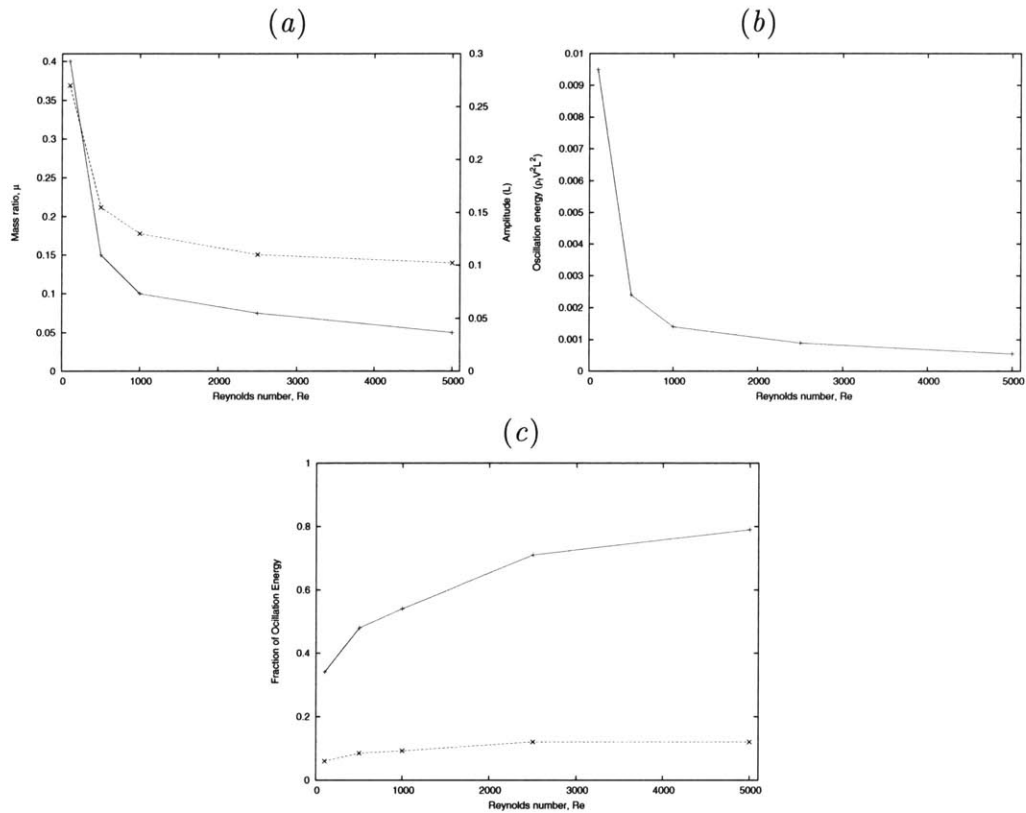 (a)
0.4
0.35
0.3
0.25
0.2
0.15
0.1
0.05
0
Mass ratio, μ
0.3
0.25
0.2
0.15
0.1
0.05
0
Amplitude (L)
0 1000 2000 3000 4000 5000
Reynolds number, Re
(b)
0.01
0.009
0.008
0.007
0.006
0.005
0.004
0.003
0.002
0.001
0
Oscillation energy (ρfV²L²)
0 1000 2000 3000 4000 5000
Reynolds number, Re
(c)
1
0.8
0.6
0.4
0.2
0
Fraction of Ocillation Energy
0 1000 2000 3000 4000 5000
Reynolds number, Re